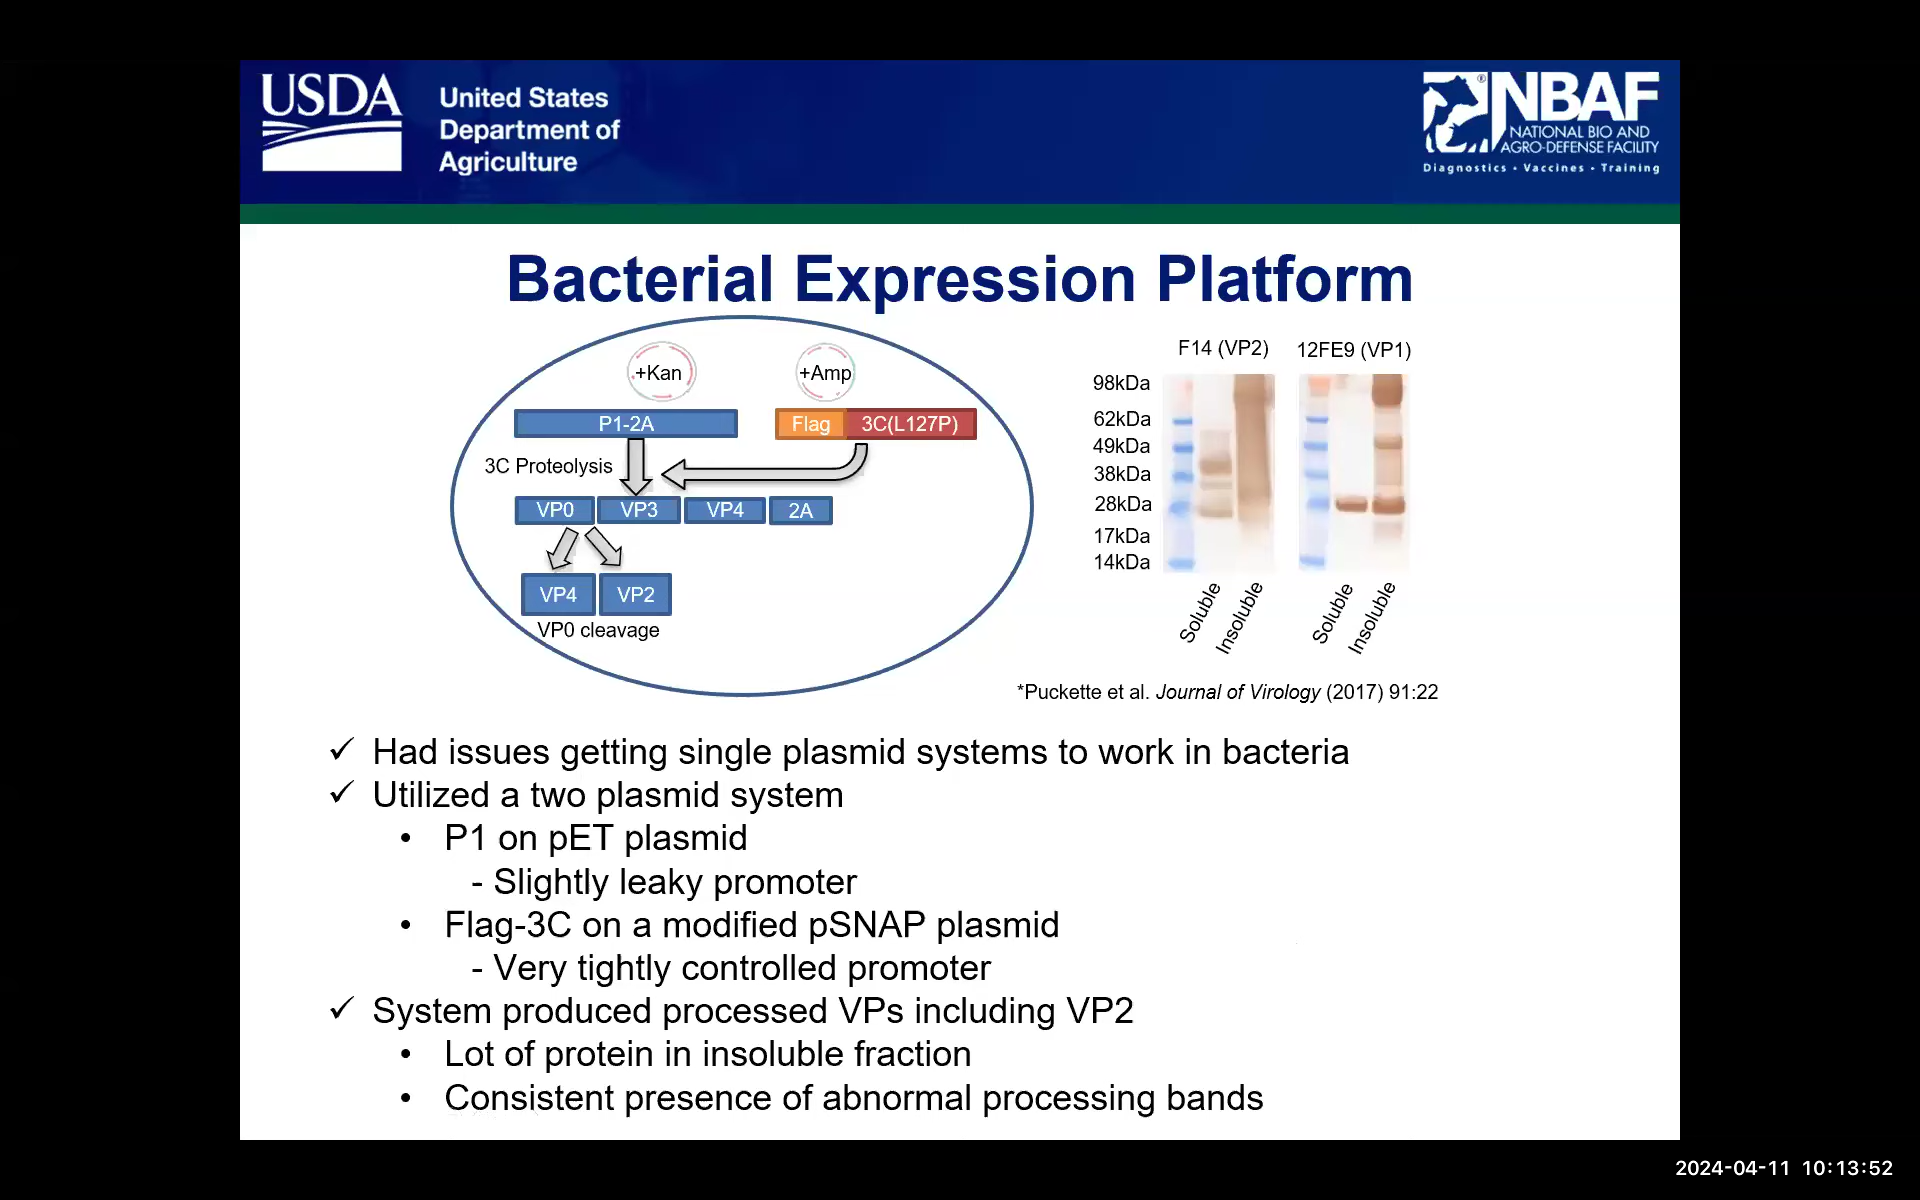 USDA
United States
Department of
Agriculture
NBAF
NATIONAL BIO AND
AGRO-DEFENSE FACILITY
Diagnostics • Vaccines • Training
Bacterial Expression Platform
+Kan
+Amp
P1-2A
Flag
3C(L127P)
3C Proteolysis
VP0
VP3
VP4
2A
VP4
VP2
VP0 cleavage
F14 (VP2)
12FE9 (VP1)
98kDa
62kDa
49kDa
38kDa
28kDa
17kDa
14kDa
Soluble
Insoluble
Soluble
Insoluble
*Puckette et al. Journal of Virology (2017) 91:22
✓ Had issues getting single plasmid systems to work in bacteria
✓ Utilized a two plasmid system
• P1 on pET plasmid
- Slightly leaky promoter
• Flag-3C on a modified pSNAP plasmid
- Very tightly controlled promoter
✓ System produced processed VPs including VP2
• Lot of protein in insoluble fraction
• Consistent presence of abnormal processing bands
2024-04-11 10:13:52